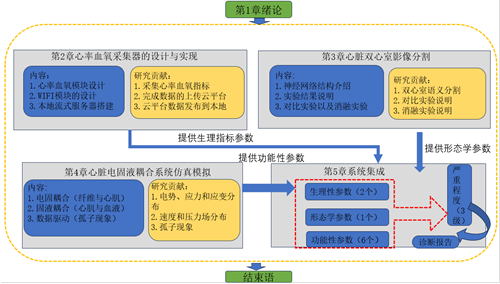 第1章绪论
第2章心率血氧采集器的设计与实现
内容:
1.心率血氧模块设计
2.WIFI模块的设计
3.本地流式服务器搭建
研究贡献:
1.采集心率血氧指标
2.完成数据的上传云平台
3.云平台数据发布到本地
第3章心脏双心室影像分割
内容:
1.神经网络结构介绍
2.实验结果说明
3.对比实验以及消融实验
研究贡献:
1.双心室语义分割
2.对比实验说明
3.消融实验说明
提供生理指标参数
提供形态学参数
提供功能性参数
第4章心脏电固液耦合系统仿真模拟
内容:
1.电固耦合（纤维与心肌）
2.固液耦合（心肌与血液）
3.数据驱动（孤子现象）
研究贡献:
1.电势、应力和应变分布
2.速度和压力场分布
3.孤子现象
第5章系统集成
生理性参数（2个）
形态学参数（1个）
功能性参数（6个）
严重程度（3级）
诊断报告
结束语